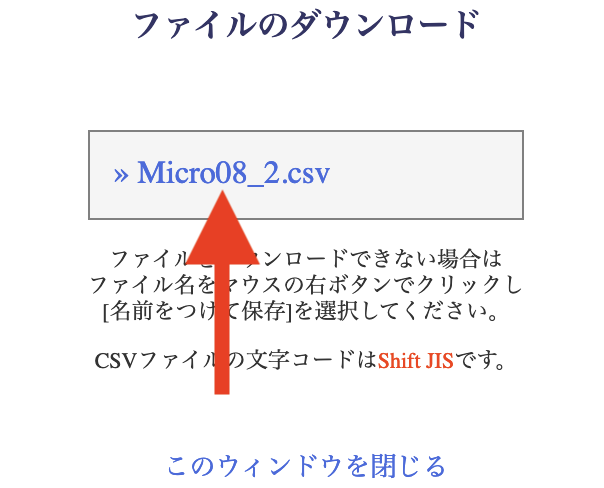 ファイルのダウンロード
» Micro08_2.csv
ファイルをダウンロードできない場合は
ファイル名をマウスの右ボタンでクリックし
[名前をつけて保存]を選択してください。
CSVファイルの文字コードはShift JISです。
このウィンドウを閉じる